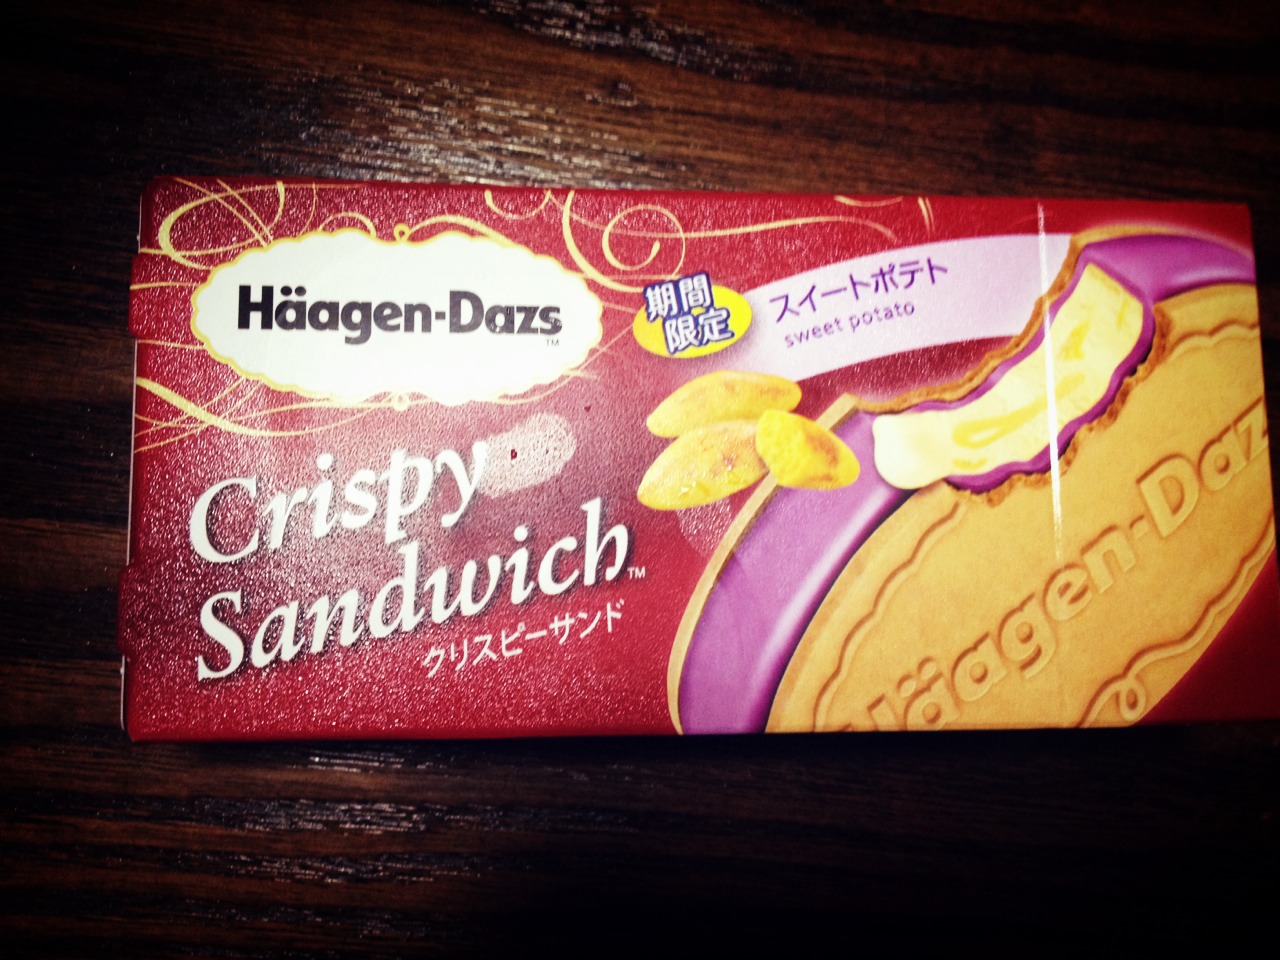 Häagen-Dazs
TM
期間
限定
スイートポテト
sweet potato
Crispy
Sandwich
TM
クリスピーサンド
Häagen-Daz